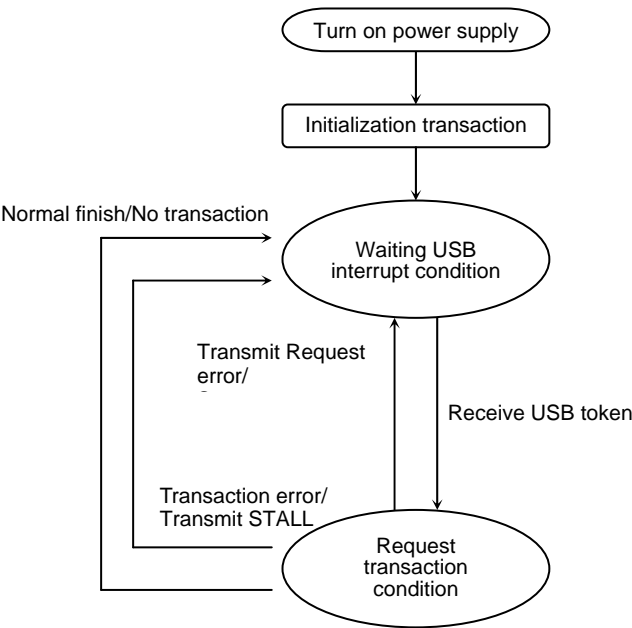 Turn on power supply
Initialization transaction
Normal finish/No transaction
Waiting USB
interrupt condition
Transmit Request
error/
Receive USB token
Transaction error/
Transmit STALL
Request
transaction
condition